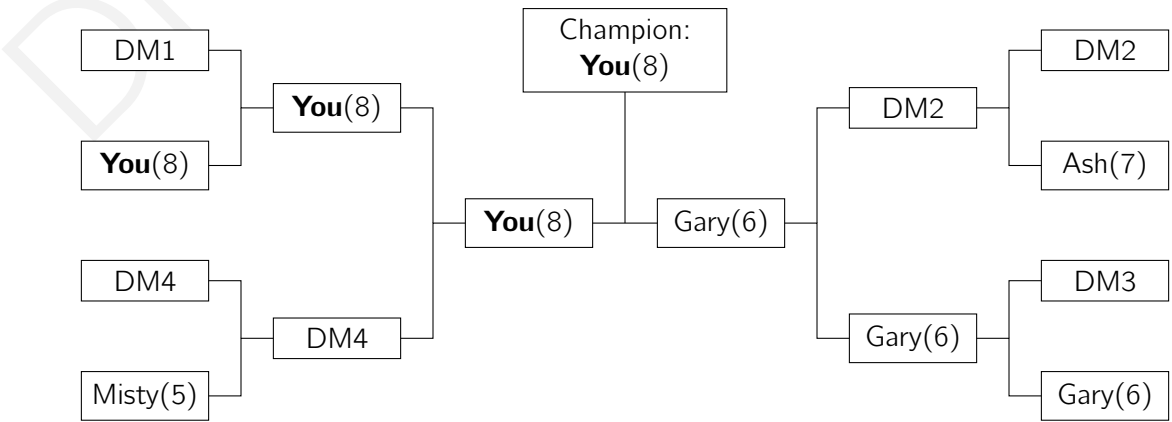 Champion:
You(8)
DM1
You(8)
You(8)
DM4
Misty(5)
DM4
You(8)
Gary(6)
DM2
Gary(6)
DM2
Ash(7)
DM3
Gary(6)